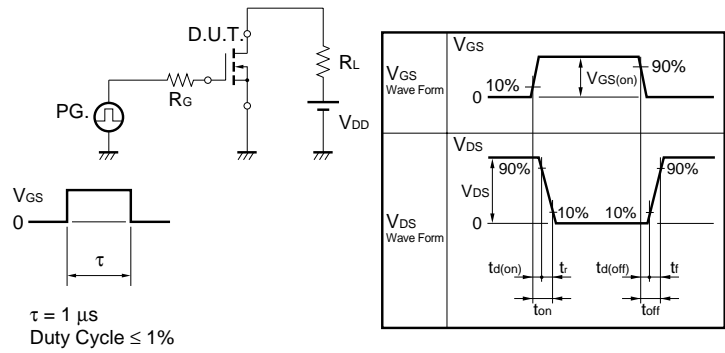 D.U.T.
RL
RG
PG.
VDD
VGS
0
τ
τ = 1 μs
Duty Cycle ≤ 1%
VGS
Wave Form
VGS
10%
VGS(on)
90%
0
VDS
Wave Form
VDS
90%
90%
VDS
10%
10%
0
td(on)
tr
td(off)
tf
ton
toff